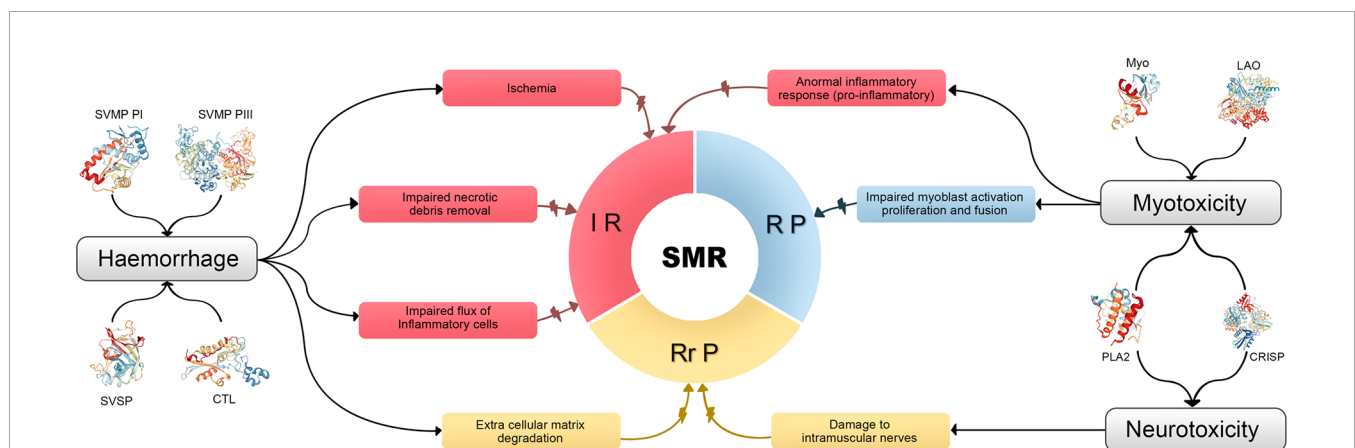 SVMP PI
SVMP PIII
Haemorrhage
SVSP
CTL
Ischemia
Impaired necrotic
debris removal
Impaired flux of
Inflammatory cells
Extra cellular matrix
degradation
I R
R P
SMR
Rr P
Anormal inflammatory
response (pro-inflammatory)
Impaired myoblast activation
proliferation and fusion
Damage to
intramuscular nerves
Myo
LAO
Myotoxicity
PLA2
CRISP
Neurotoxicity